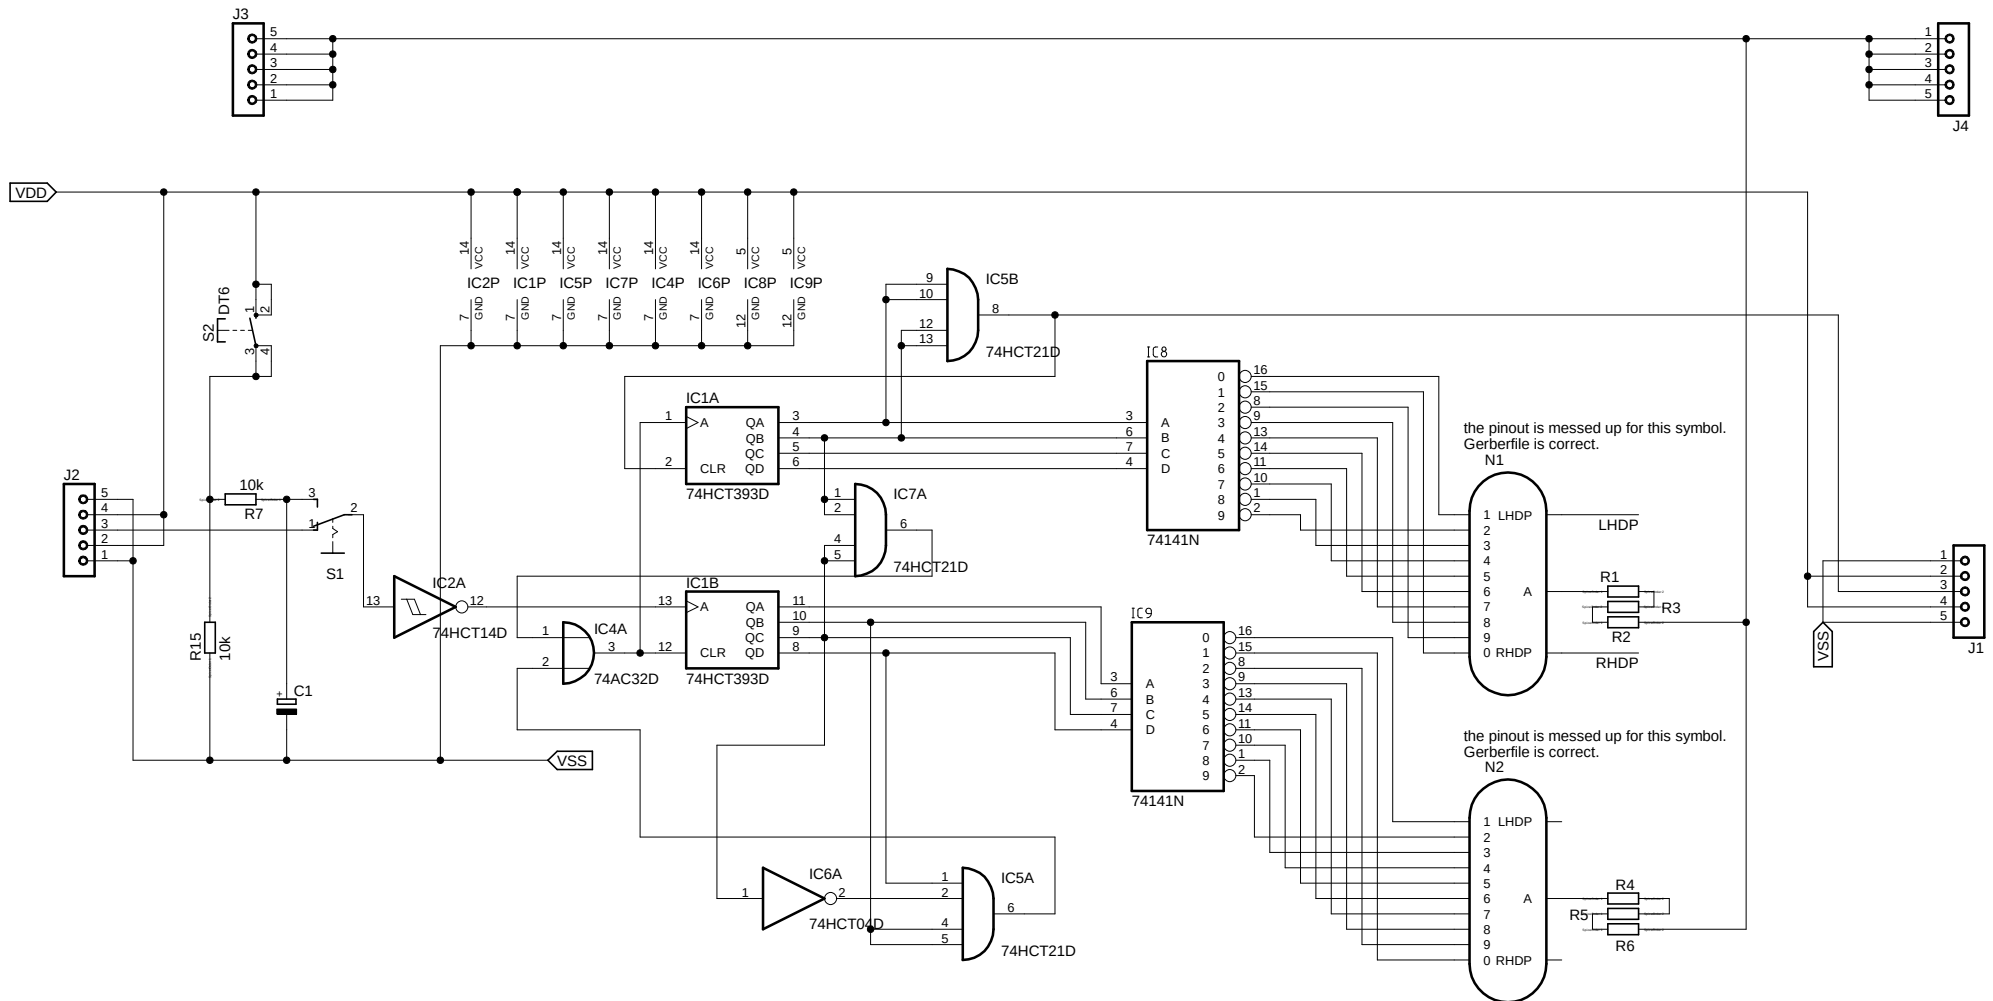 J3
5
4
3
2
1
1
2
3
4
5
J4
VDD
14 VCC
14 VCC
14 VCC
14 VCC
14 VCC
14 VCC
5 VCC
5 VCC
IC2P IC1P IC5P IC7P IC4P IC6P IC8P IC9P
7 GND
7 GND
7 GND
7 GND
7 GND
7 GND
12 GND
12 GND
S2
DT6
1
2
3
4
9
10
12
13
IC5B
8
74HCT21D
IC1A
1
2
A
CLR
QA
QB
QC
QD
3
4
5
6
74HCT393D
IC8
3
6
7
4
A
B
C
D
0 16
1 15
2 8
3 9
4 13
5 14
6 11
7 10
8 1
9 2
74141N
the pinout is messed up for this symbol.
Gerberfile is correct.
N1
1 LHDP
2
3
4
5
6 A
7
8
9
0 RHDP
LHDP
RHDP
R1
R3
R2
J2
5
4
3
2
1
10k
R7
3
1
2
S1
R15
10k
C1
+
VSS
13
IC2A
12
74HCT14D
1
2
4
5
IC7A
6
74HCT21D
1
2
IC4A
3
74AC32D
IC1B
13
12
A
CLR
QA
QB
QC
QD
11
10
9
8
74HCT393D
IC9
3
6
7
4
A
B
C
D
0 16
1 15
2 8
3 9
4 13
5 14
6 11
7 10
8 1
9 2
74141N
1
2
3
4
5
J1
VSS
the pinout is messed up for this symbol.
Gerberfile is correct.
N2
1 LHDP
2
3
4
5
6 A
7
8
9
0 RHDP
R4
R5
R6
1
IC6A
2
74HCT04D
1
2
4
5
IC5A
6
74HCT21D